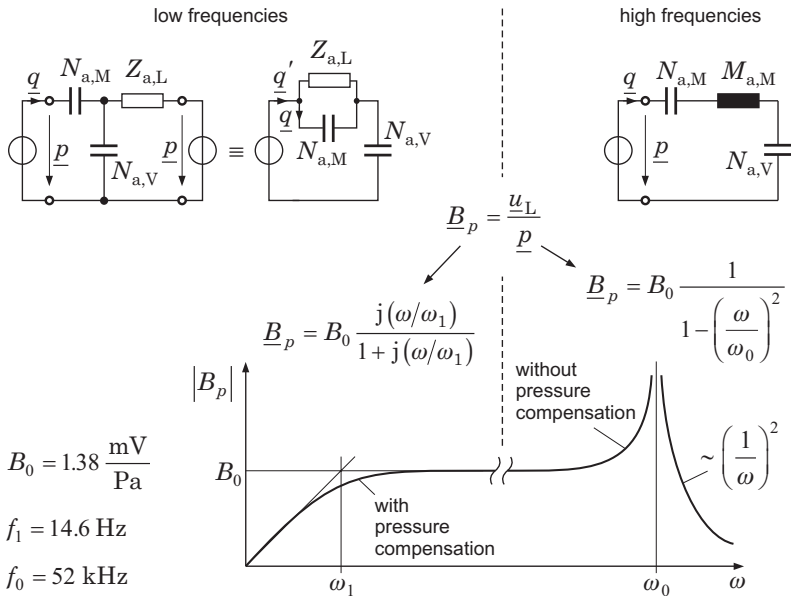 low frequencies
high frequencies
q N_a,M Z_a,L
p N_a,V p
≡
Z_a,L
q′
q N_a,M N_a,V
q N_a,M M_a,M
p N_a,V
B_p = u_L / p
B_p = B_0 j(ω/ω_1) / (1 + j(ω/ω_1))
B_p = B_0 1 / (1 − (ω/ω_0)^2)
|B_p|
without
pressure
compensation
~ (1/ω)^2
B_0
with
pressure
compensation
ω_1
ω_0
ω
B_0 = 1.38 mV/Pa
f_1 = 14.6 Hz
f_0 = 52 kHz